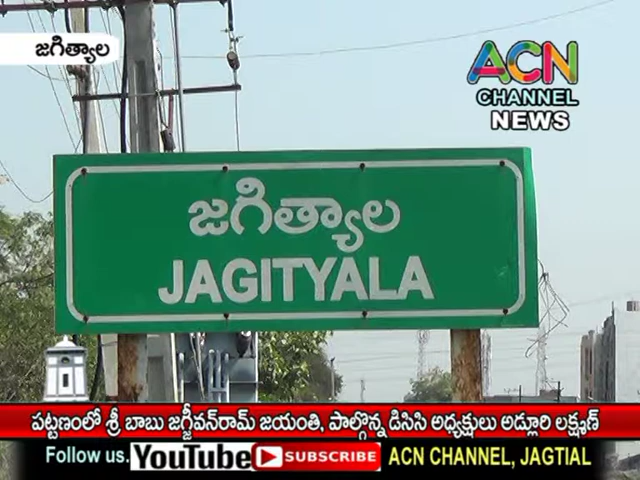 జగిత్యాల
ACN
CHANNEL
NEWS
జగిత్యాల
JAGITYALA
పట్టణంలో శ్రీ బాబు జగ్జీవన్‌రామ్ జయంతి, పాల్గొన్న డిసిసి అధ్యక్షులు అడ్లూరి లక్ష్మణ్
Follow us. YouTube SUBSCRIBE ACN CHANNEL, JAGTIAL